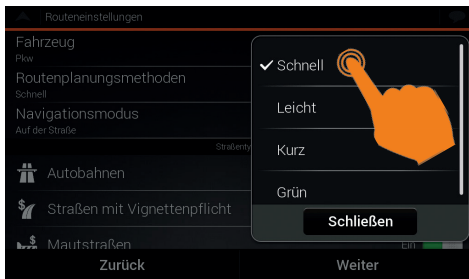 Routeneinstellungen
Fahrzeug
Pkw
Routenplanungsmethoden
Schnell
Navigationsmodus
Auf der Straße
Straßenty
Autobahnen
Straßen mit Vignettenpflicht
Mautstraßen
Ein
Schnell
Leicht
Kurz
Grün
Schließen
Zurück
Weiter